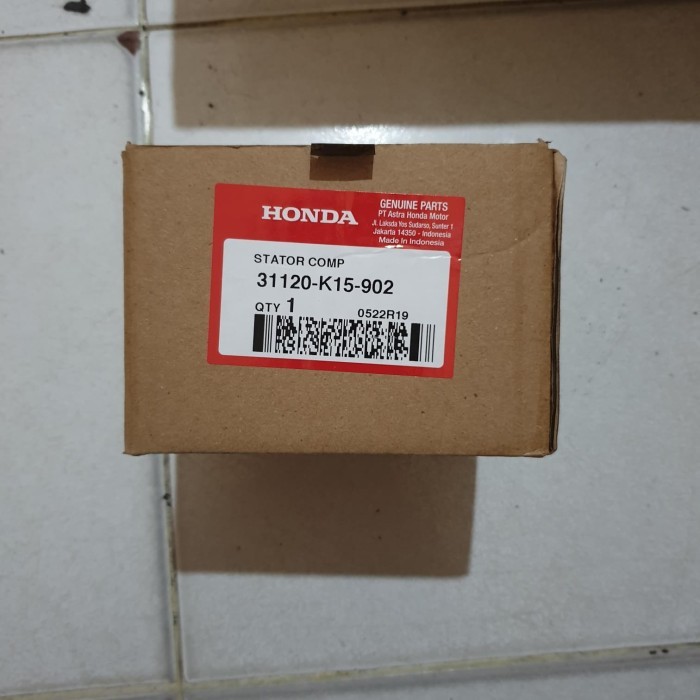 HONDA
GENUINE PARTS
PT Astra Honda Motor
Jl. Laksda Yos Sudarso, Sunter 1
Jakarta 14350 - Indonesia
Made In Indonesia
STATOR COMP
31120-K15-902
QTY 1
0522R19